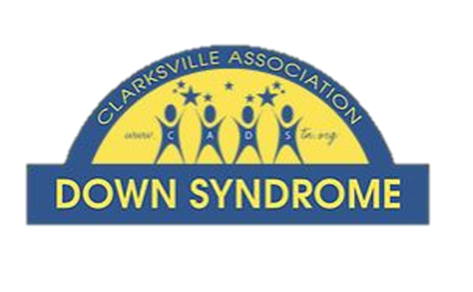 CLARKSVILLE ASSOCIATION
www. C A D S tn.org
DOWN SYNDROME